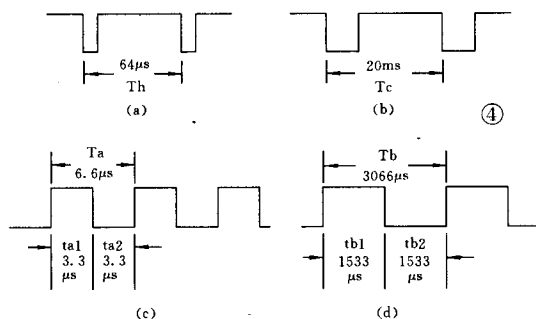 64μs
Th
(a)
20ms
Tc
(b)
④
Ta
6.6μs
ta1 ta2
3.3 3.3
μs μs
(c)
Tb
3066μs
tb1 tb2
1533 1533
μs μs
(d)